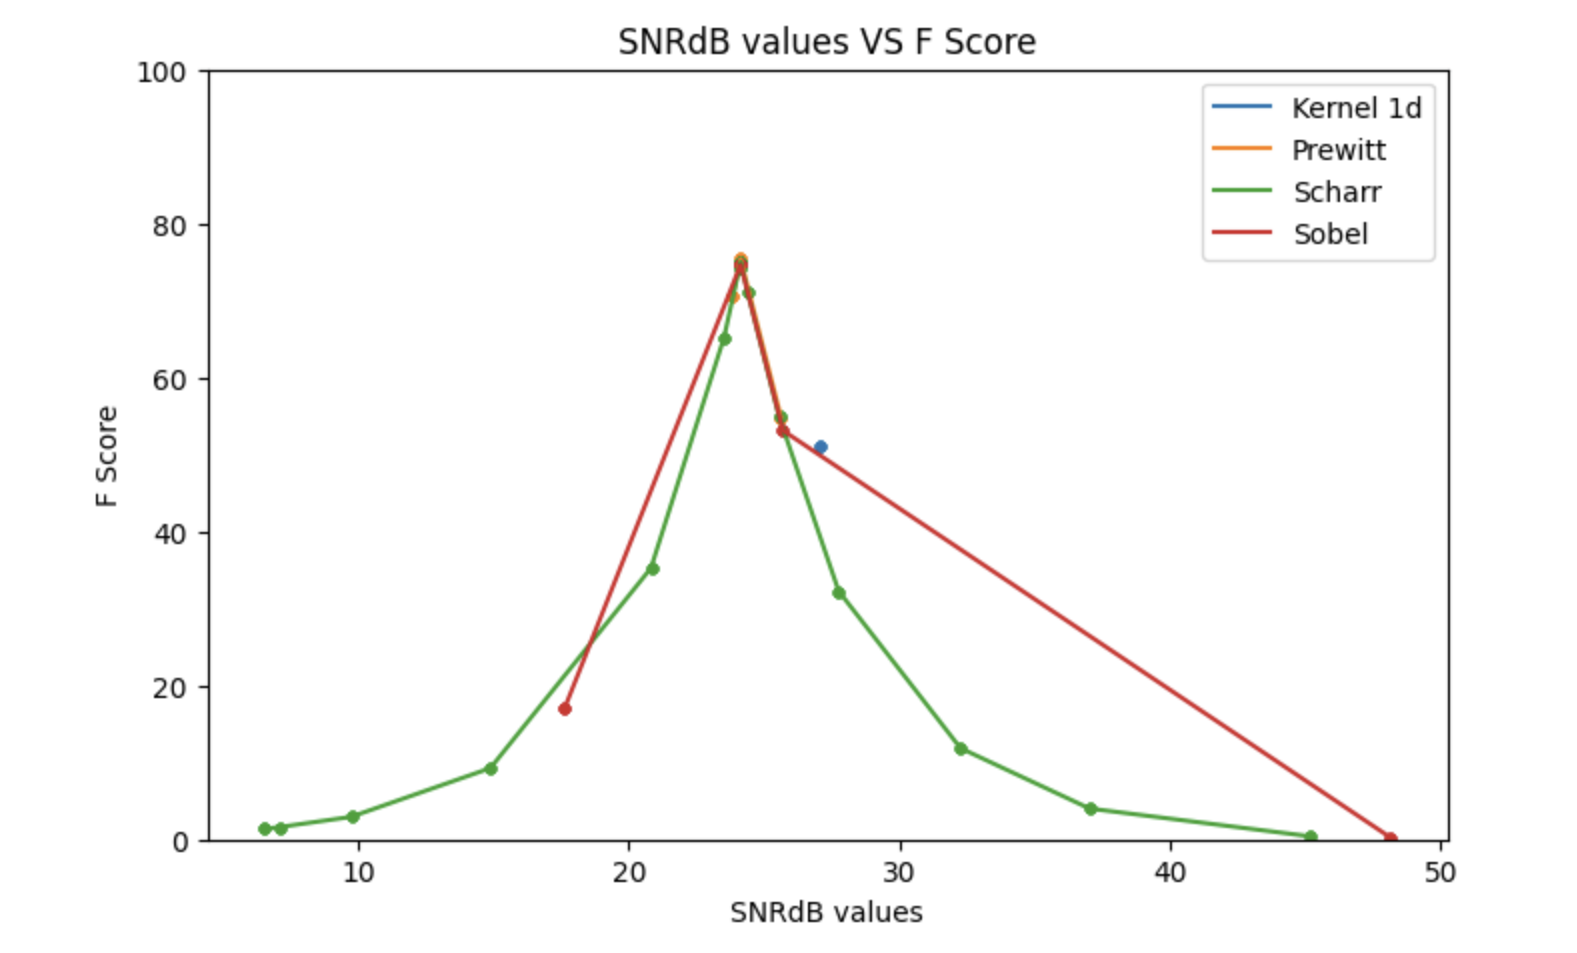 SNRdB values VS F Score
100
80
60
40
20
0
F Score
Kernel 1d
Prewitt
Scharr
Sobel
10 20 30 40 50
SNRdB values